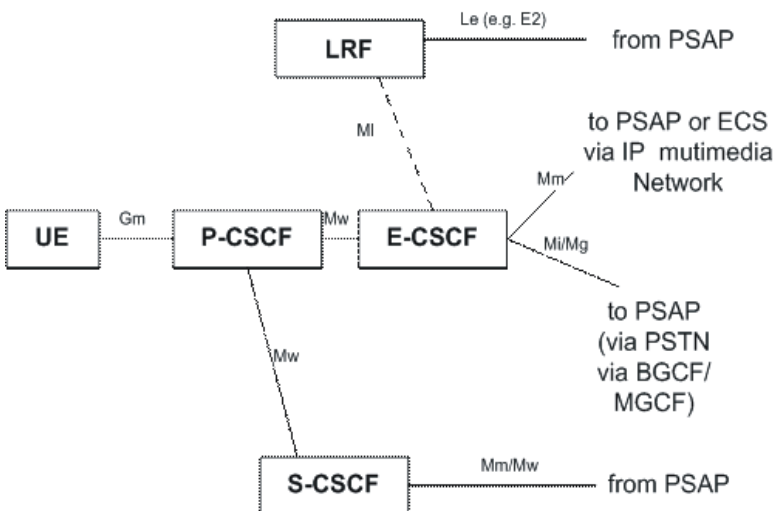 Le (e.g. E2)
LRF
from PSAP
Ml
to PSAP or ECS
via IP mutimedia
Network
Mm
Gm
Mw
UE
P-CSCF
E-CSCF
Mi/Mg
to PSAP
(via PSTN
via BGCF/
MGCF)
Mw
Mm/Mw
S-CSCF
from PSAP